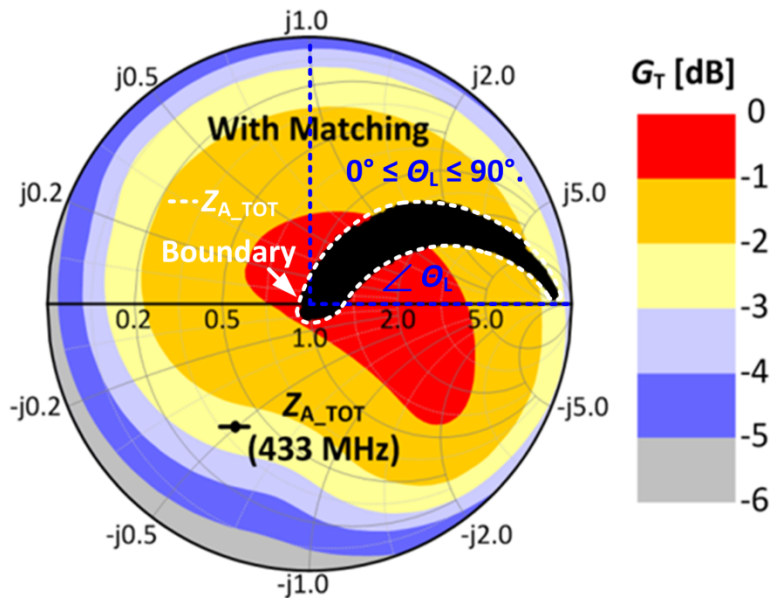 j1.0
j0.5
j2.0
G_T [dB]
With Matching
0° ≤ Θ_L ≤ 90°.
j0.2
Z_A_TOT
j5.0
Boundary
∠ Θ_L
0.2
0.5
1.0
2.0
5.0
-j0.2
-j5.0
Z_A_TOT
(433 MHz)
-j0.5
-j2.0
-j1.0
0
-1
-2
-3
-4
-5
-6